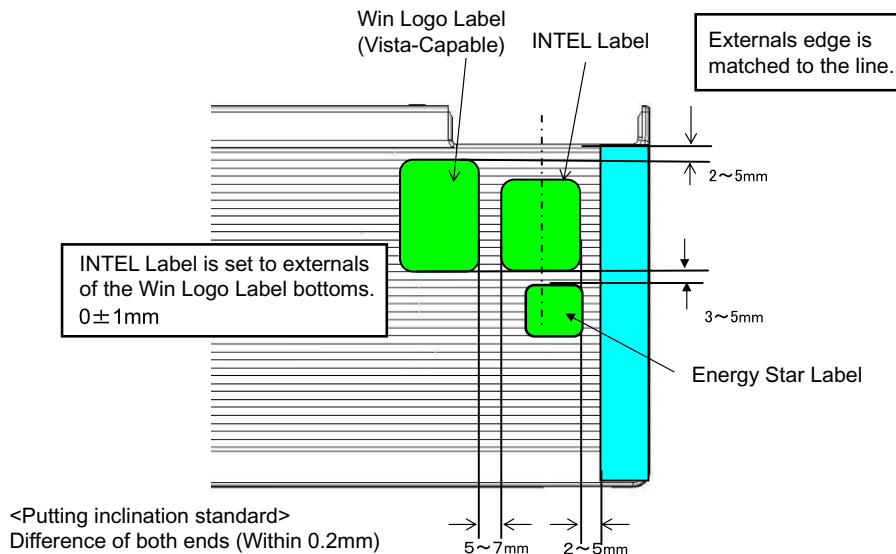 Win Logo Label
(Vista-Capable)
INTEL Label
Externals edge is
matched to the line.
2～5mm
INTEL Label is set to externals
of the Win Logo Label bottoms.
0±1mm
3～5mm
Energy Star Label
<Putting inclination standard>
Difference of both ends (Within 0.2mm)
5～7mm
2～5mm